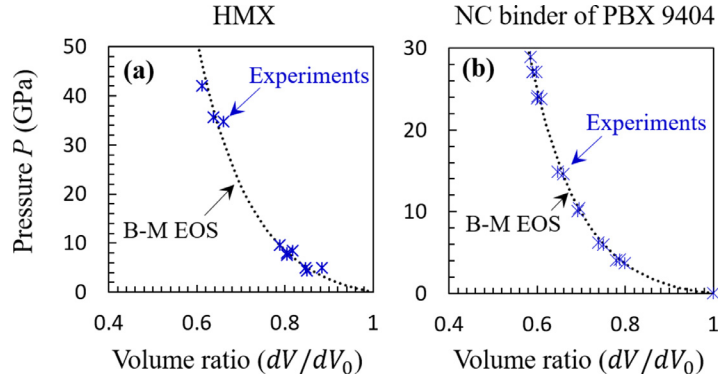 HMX
NC binder of PBX 9404
Pressure P (GPa)
50
40
30
20
10
0
(a)
Experiments
B-M EOS
0.4
0.6
0.8
1
Volume ratio (dV/dV₀)
30
20
10
0
(b)
Experiments
B-M EOS
0.4
0.6
0.8
1
Volume ratio (dV/dV₀)